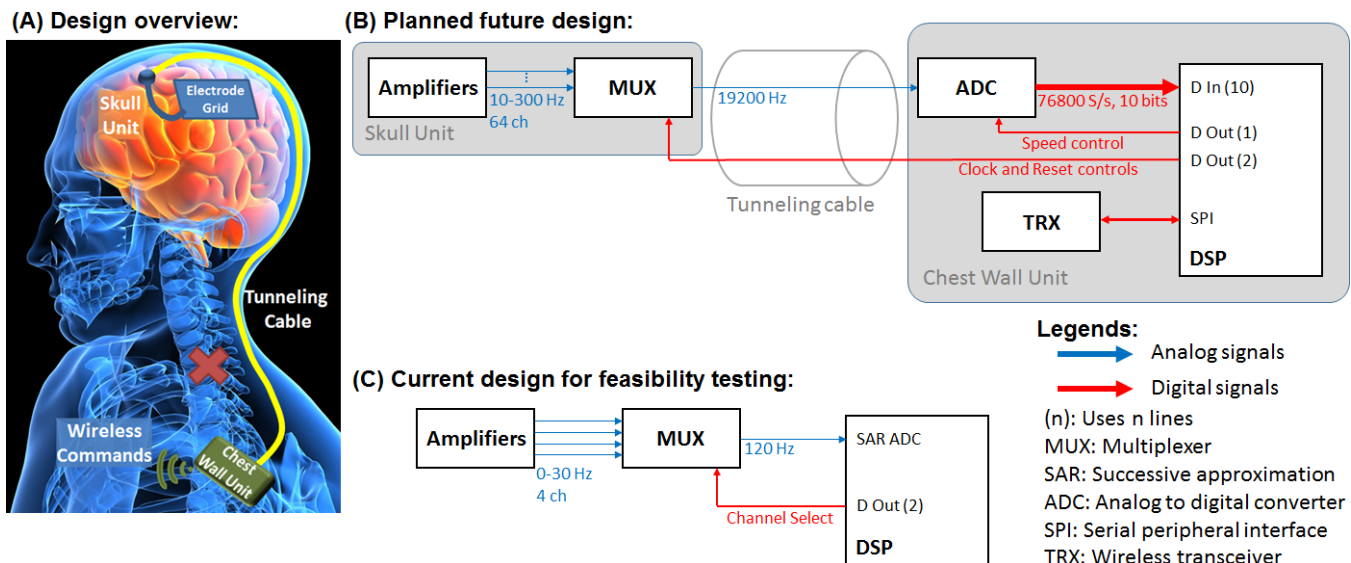 (A) Design overview:
Electrode
Grid
Skull
Unit
Tunneling
Cable
Wireless
Commands
Chest
Wall Unit
(B) Planned future design:
Amplifiers
10-300 Hz
64 ch
MUX
Skull Unit
19200 Hz
Tunneling cable
ADC
76800 S/s, 10 bits
D In (10)
D Out (1)
Speed control
D Out (2)
Clock and Reset controls
TRX
SPI
DSP
Chest Wall Unit
(C) Current design for feasibility testing:
Amplifiers
0-30 Hz
4 ch
MUX
120 Hz
SAR ADC
D Out (2)
Channel Select
DSP
Legends:
Analog signals
Digital signals
(n): Uses n lines
MUX: Multiplexer
SAR: Successive approximation
ADC: Analog to digital converter
SPI: Serial peripheral interface
TRX: Wireless transceiver